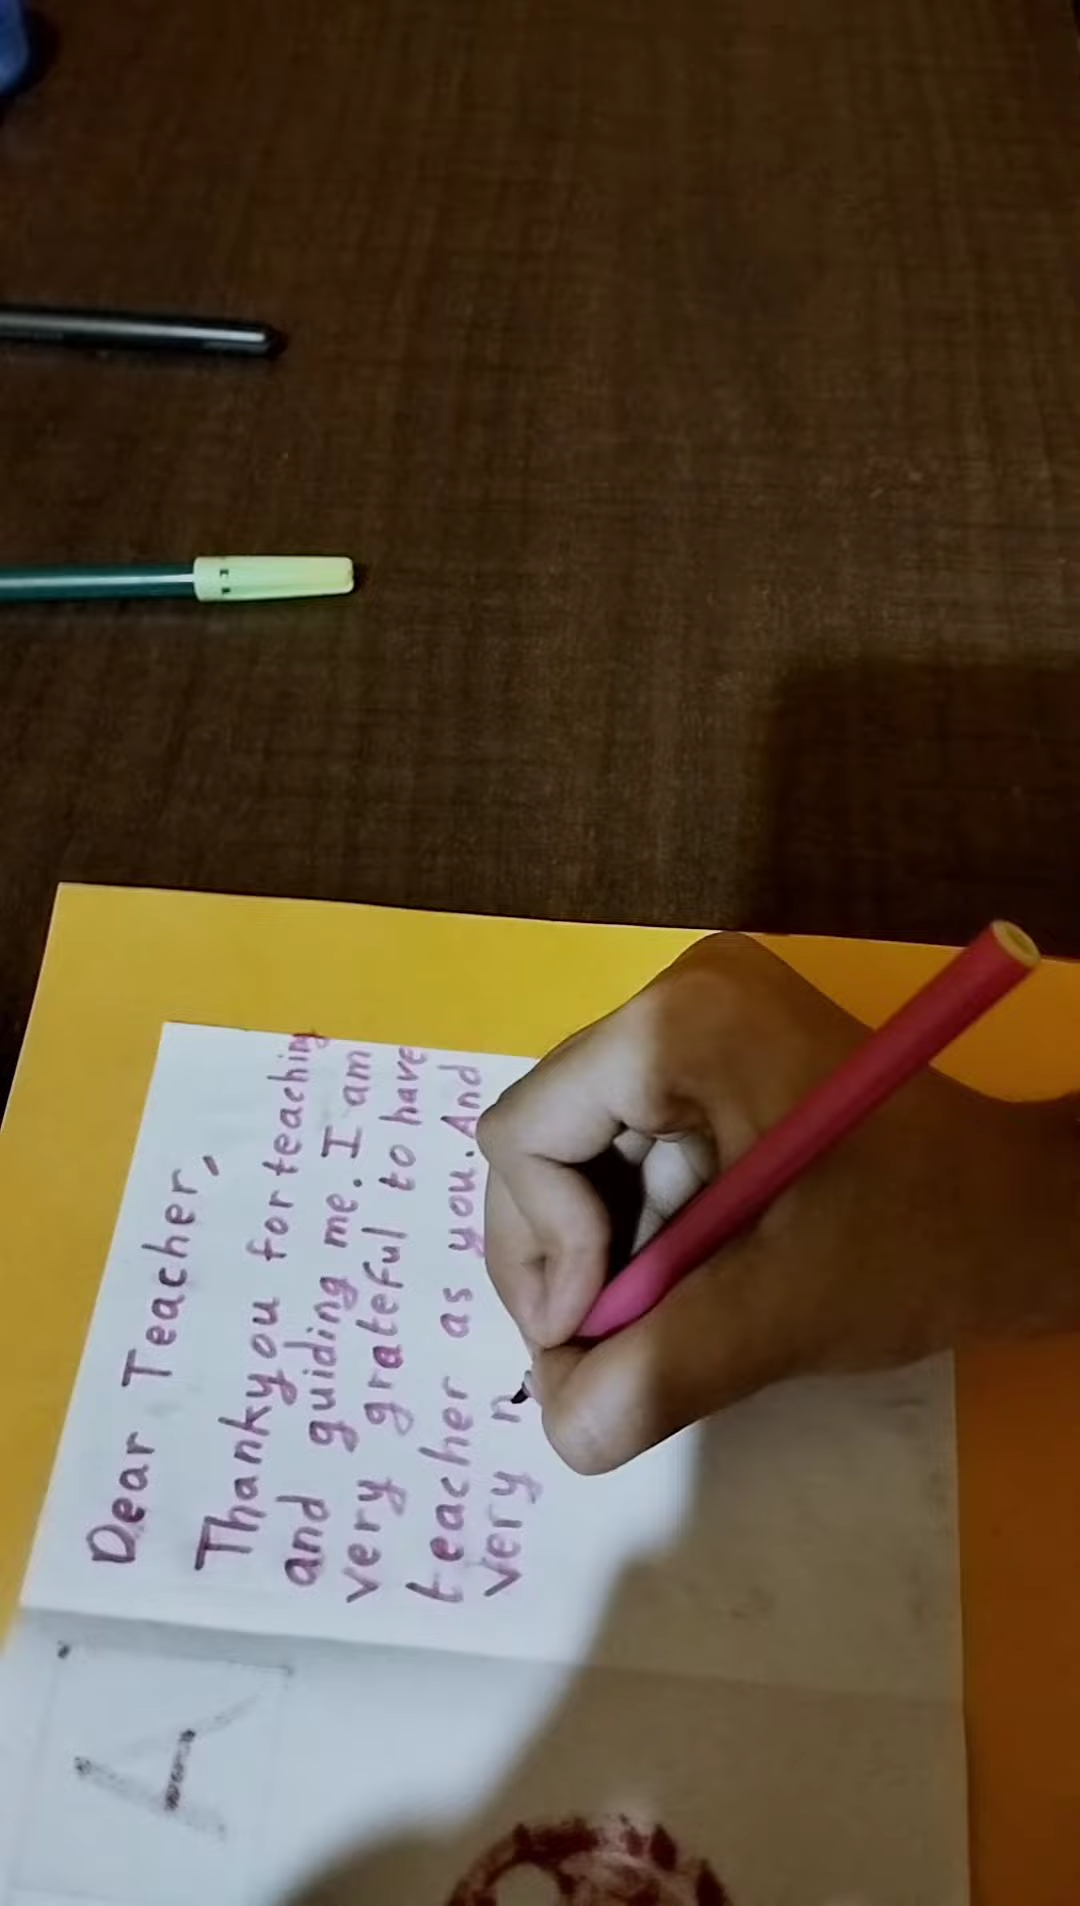 Dear Teacher,
Thankyou for teaching
and guiding me. I am
very grateful to have
teacher as you. And
very n
A